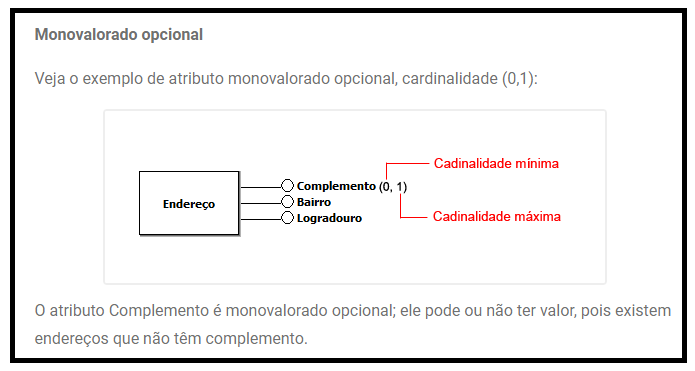 Monovalorado opcional
Veja o exemplo de atributo monovalorado opcional, cardinalidade (0,1):
Cadinalidade mínima
Complemento (0, 1)
Endereço
Bairro
Logradouro
Cadinalidade máxima
O atributo Complemento é monovalorado opcional; ele pode ou não ter valor, pois existem
endereços que não têm complemento.